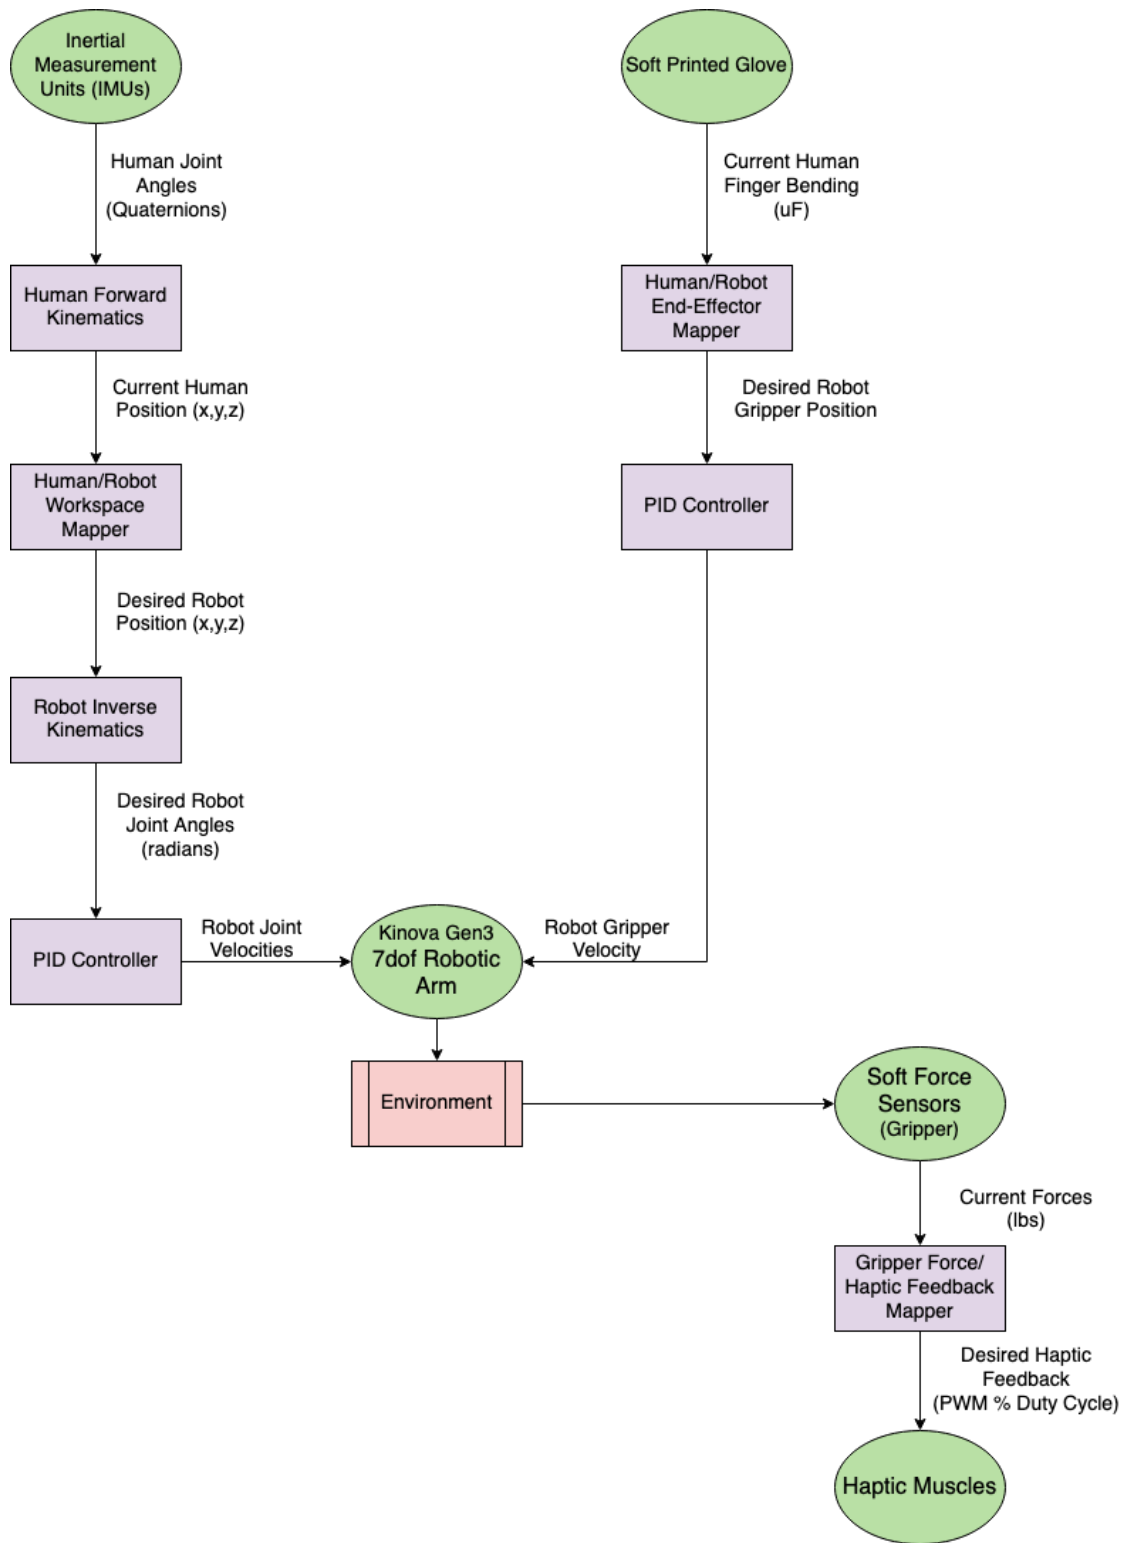 Inertial
Measurement
Units (IMUs)
Soft Printed Glove
Human Joint
Angles
(Quaternions)
Current Human
Finger Bending
(uF)
Human Forward
Kinematics
Human/Robot
End-Effector
Mapper
Current Human
Position (x,y,z)
Desired Robot
Gripper Position
Human/Robot
Workspace
Mapper
PID Controller
Desired Robot
Position (x,y,z)
Robot Inverse
Kinematics
Desired Robot
Joint Angles
(radians)
PID Controller
Robot Joint
Velocities
Kinova Gen3
7dof Robotic
Arm
Robot Gripper
Velocity
Environment
Soft Force
Sensors
(Gripper)
Current Forces
(lbs)
Gripper Force/
Haptic Feedback
Mapper
Desired Haptic
Feedback
(PWM % Duty Cycle)
Haptic Muscles